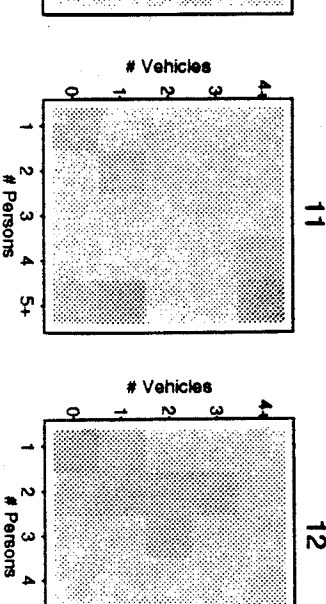 # Vehicles
0 1 2 3 4+
1 2 3 4 5+
# Persons
11
# Vehicles
0 1 2 3 4+
1 2 3 4
# Persons
12